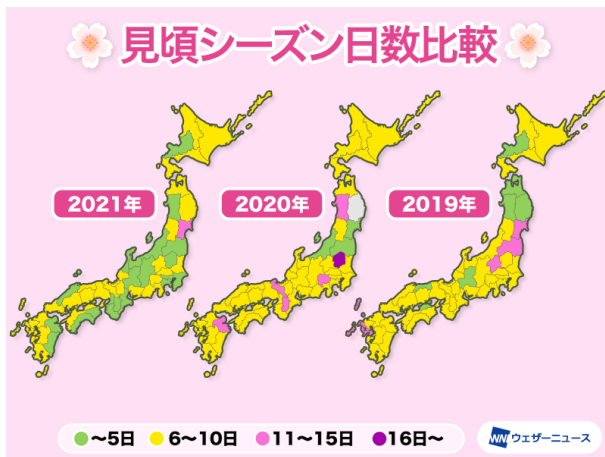 見頃シーズン日数比較
2021年
2020年
2019年
～5日
6～10日
11～15日
16日～
WNI ウェザーニュース